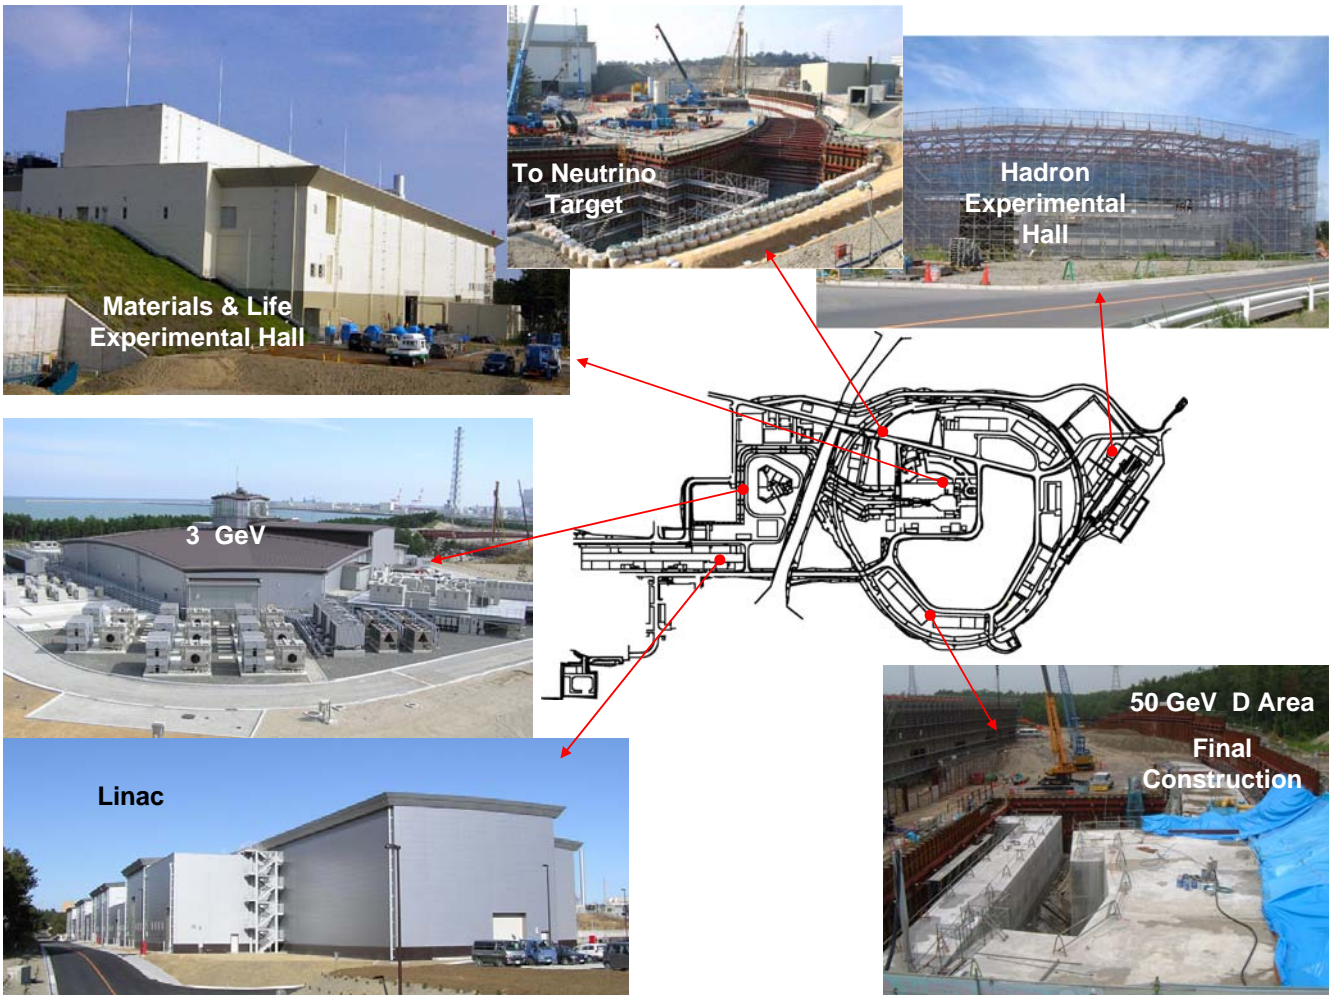 To Neutrino
Target
Hadron
Experimental
Hall
Materials & Life
Experimental Hall
3 GeV
50 GeV D Area
Final
Construction
Linac